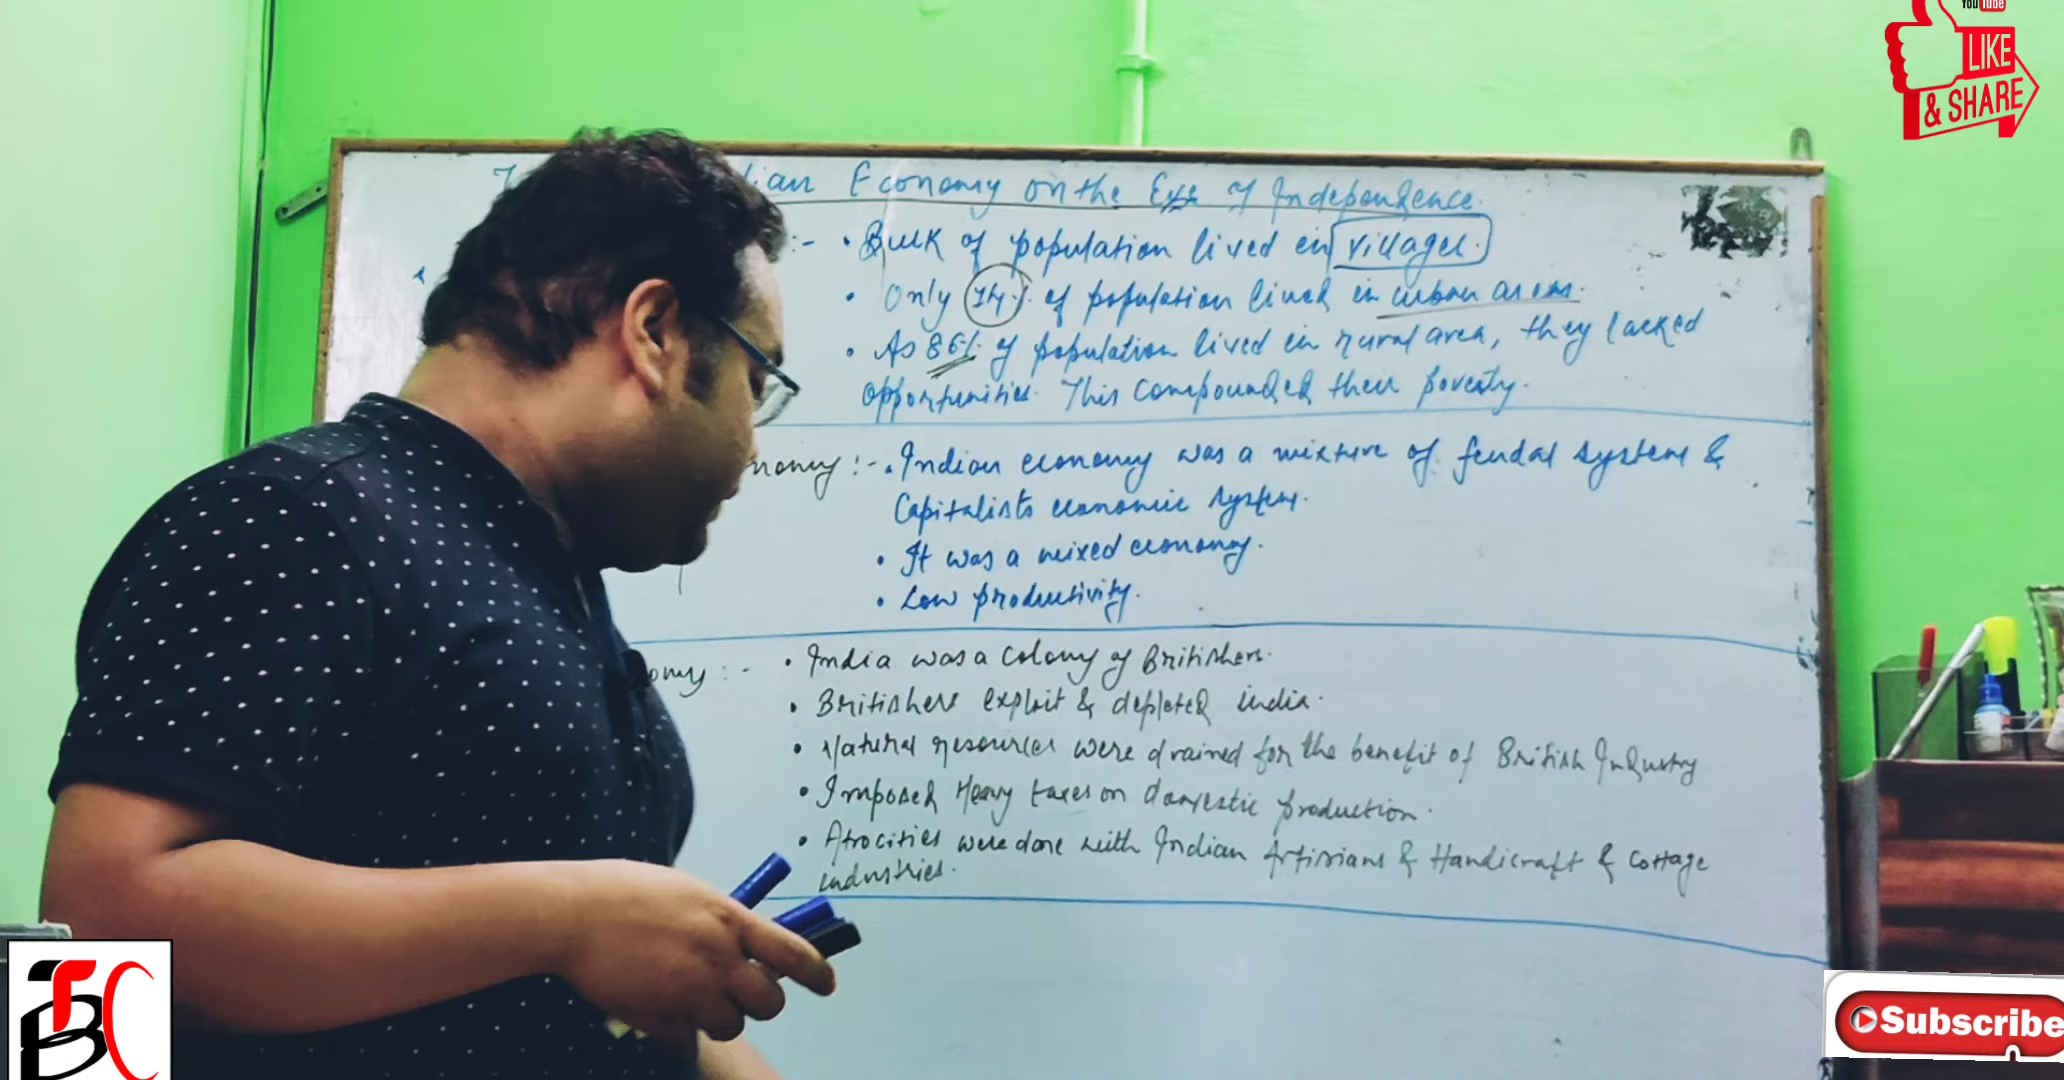 YouTube
LIKE
& SHARE
Economy on the Eve of Independence.
:- • Bulk of population lived in villages.
• Only 14% of population lived in urban areas.
• As 86% of population lived in rural area, they lacked
opportunities. This compounded their poverty.
nomy :- • Indian economy was a mixture of feudal system &
Capitalists economic system.
• It was a mixed economy.
• Low productivity.
omy :- • India was a Colony of Britishers.
• Britishers exploit & depleted india.
• Natural resources were drained for the benefit of British Industry
• Imposed Heavy taxes on domestic production.
• Atrocities were done with Indian Artisians & Handicraft & Cottage
industries.
TBC
Subscribe